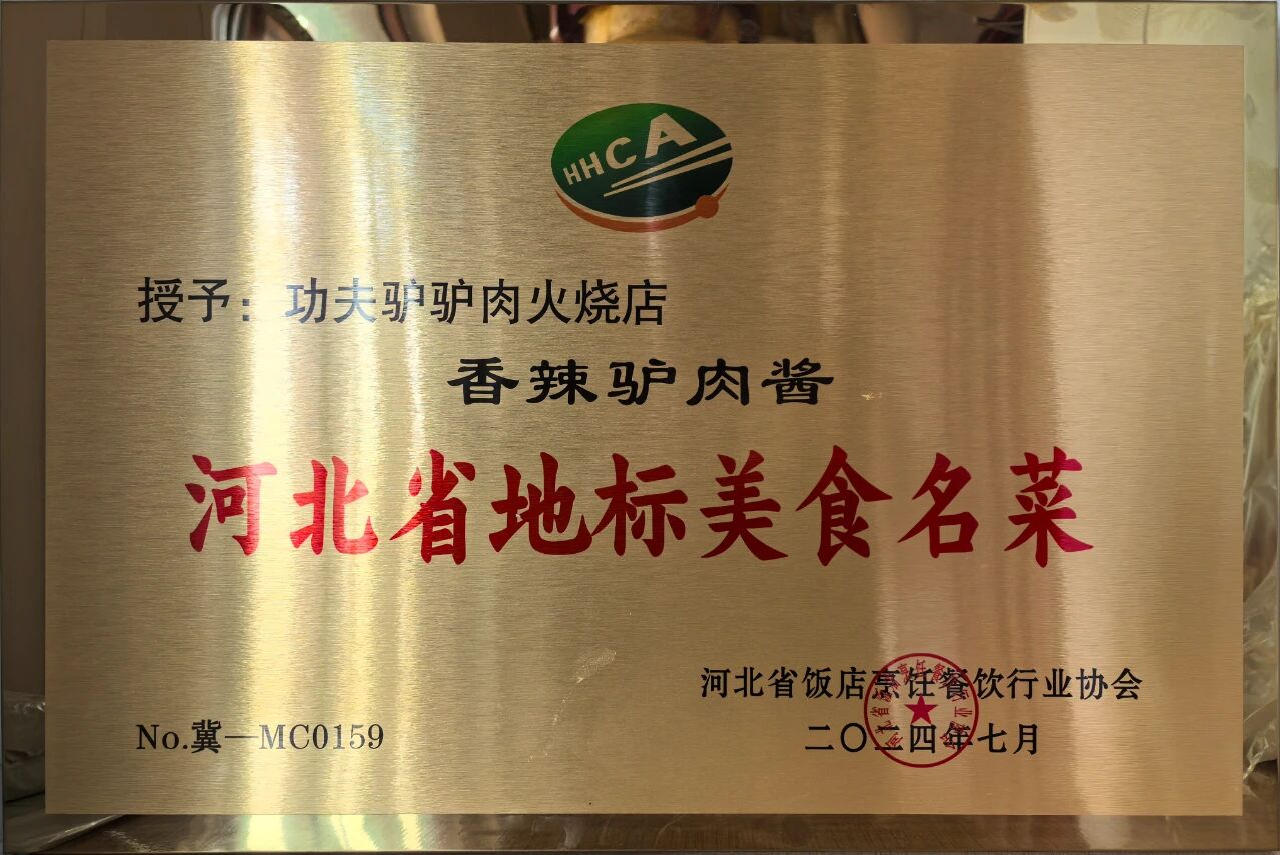 HHCA
授予：功夫驴驴肉火烧店
香辣驴肉酱
河北省地标美食名菜
河北省饭店烹饪餐饮行业协会
No.冀—MC0159
二〇二四年七月